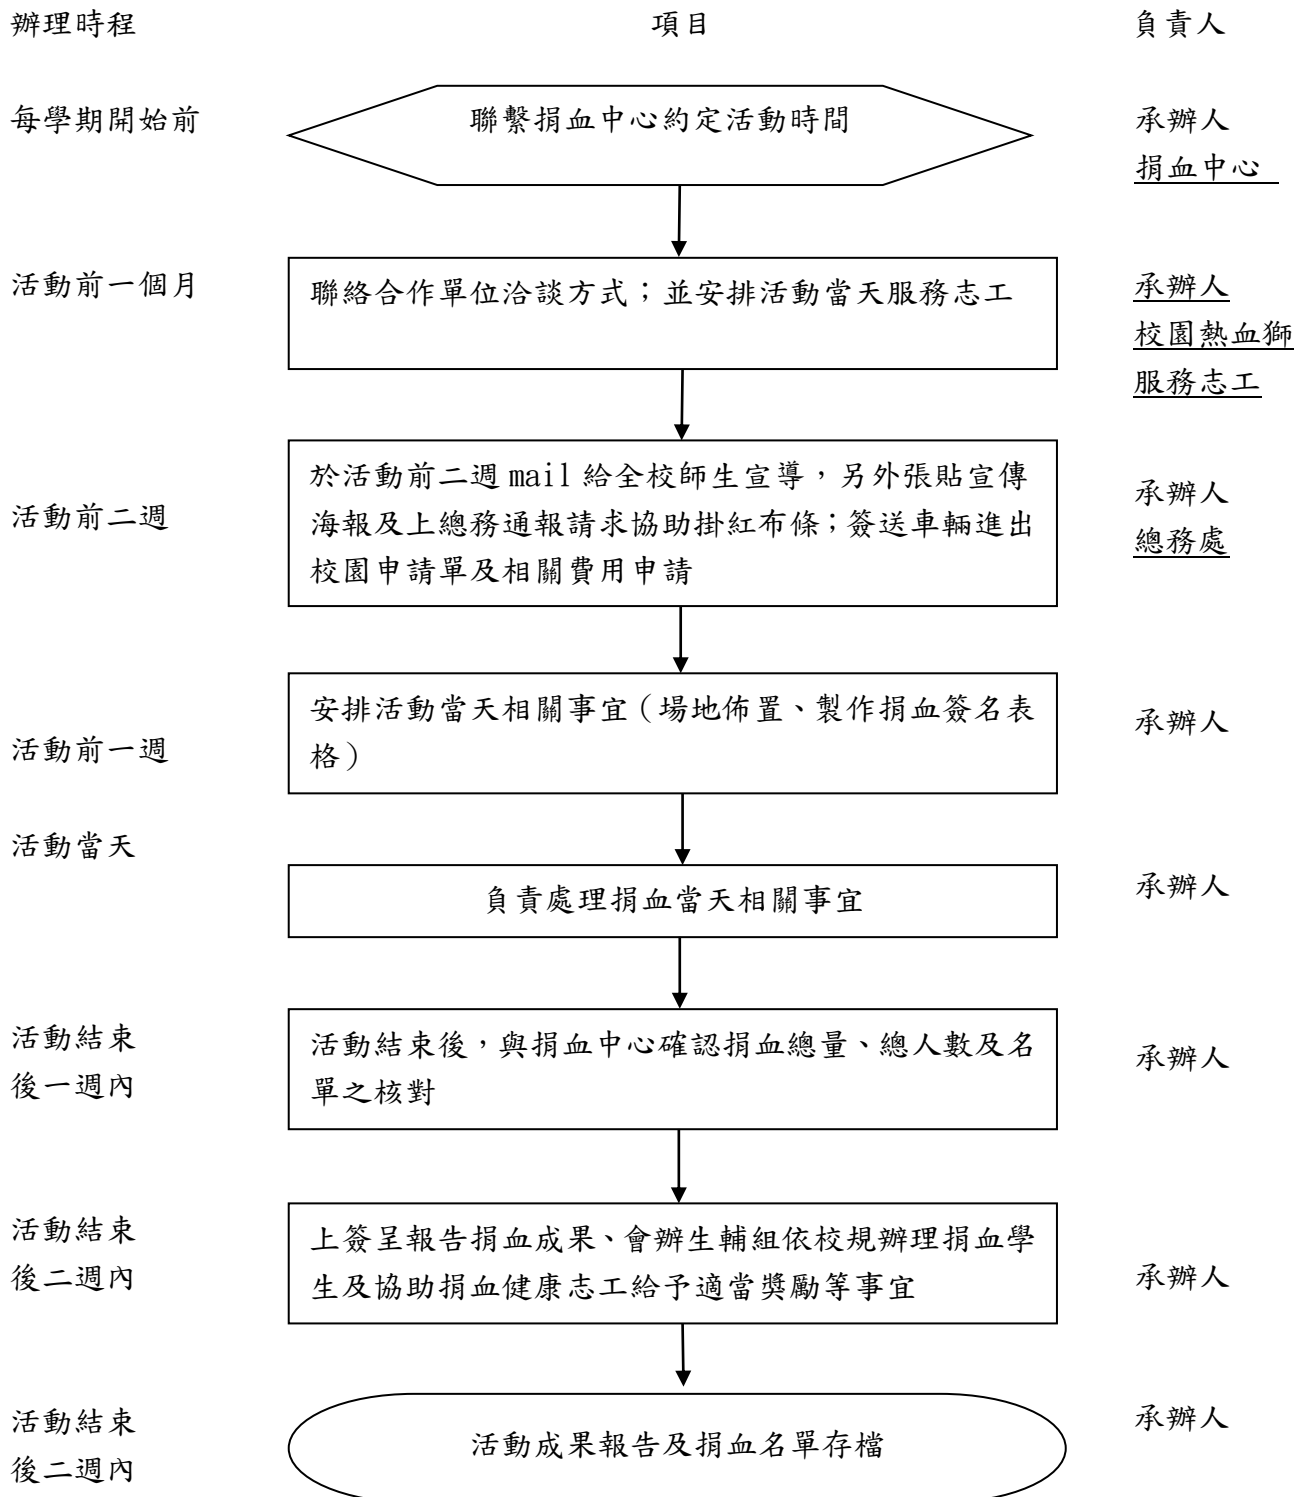 辦理時程 項目 負責人
每學期開始前 聯繫捐血中心約定活動時間 承辦人
捐血中心
活動前一個月 聯絡合作單位洽談方式；並安排活動當天服務志工 承辦人
校園熱血獅
服務志工
活動前二週
於活動前二週 mail 給全校師生宣導，另外張貼宣傳
海報及上總務通報請求協助掛紅布條；簽送車輛進出
校園申請單及相關費用申請
承辦人
總務處
活動前一週
安排活動當天相關事宜（場地佈置、製作捐血簽名表
格）
承辦人
活動當天
負責處理捐血當天相關事宜
承辦人
活動結束
後一週內
活動結束後，與捐血中心確認捐血總量、總人數及名
單之核對
承辦人
活動結束
後二週內
上簽呈報告捐血成果、會辦生輔組依校規辦理捐血學
生及協助捐血健康志工給予適當獎勵等事宜
承辦人
活動結束
後二週內
活動成果報告及捐血名單存檔
承辦人